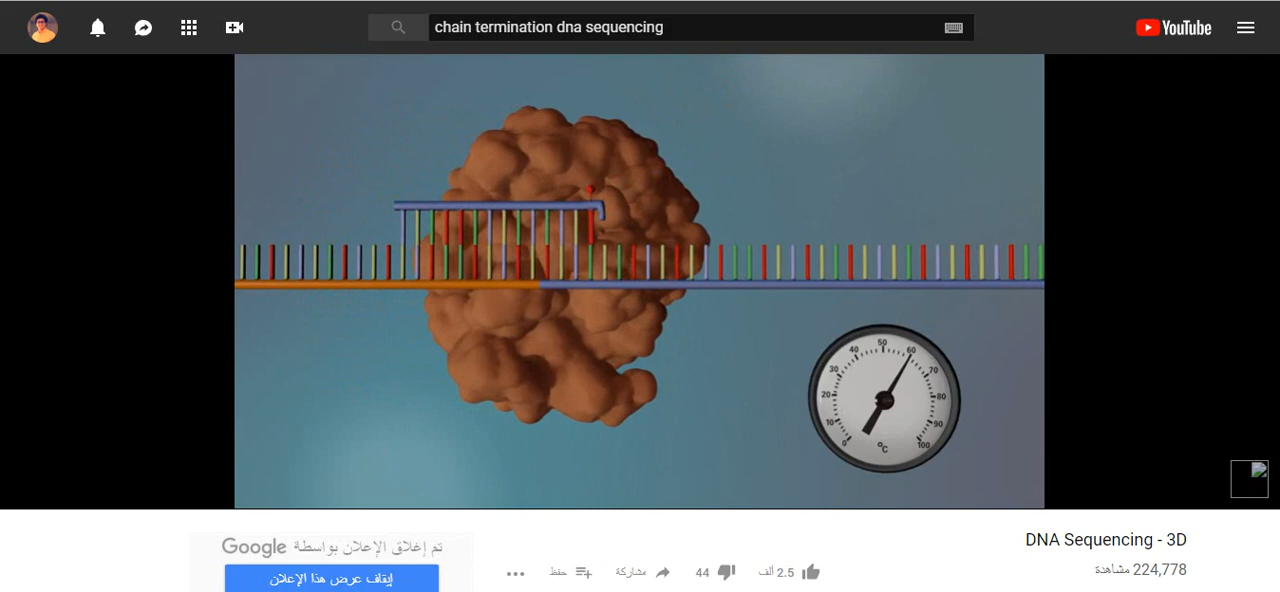 chain termination dna sequencing
YouTube
0
10
20
30
40
50
60
70
80
90
100
°C
DNA Sequencing - 3D
224,778 مشاهدة
2.5 ألف
44
مشاركة
حفظ
تم إغلاق الإعلان بواسطة Google
إيقاف عرض هذا الإعلان